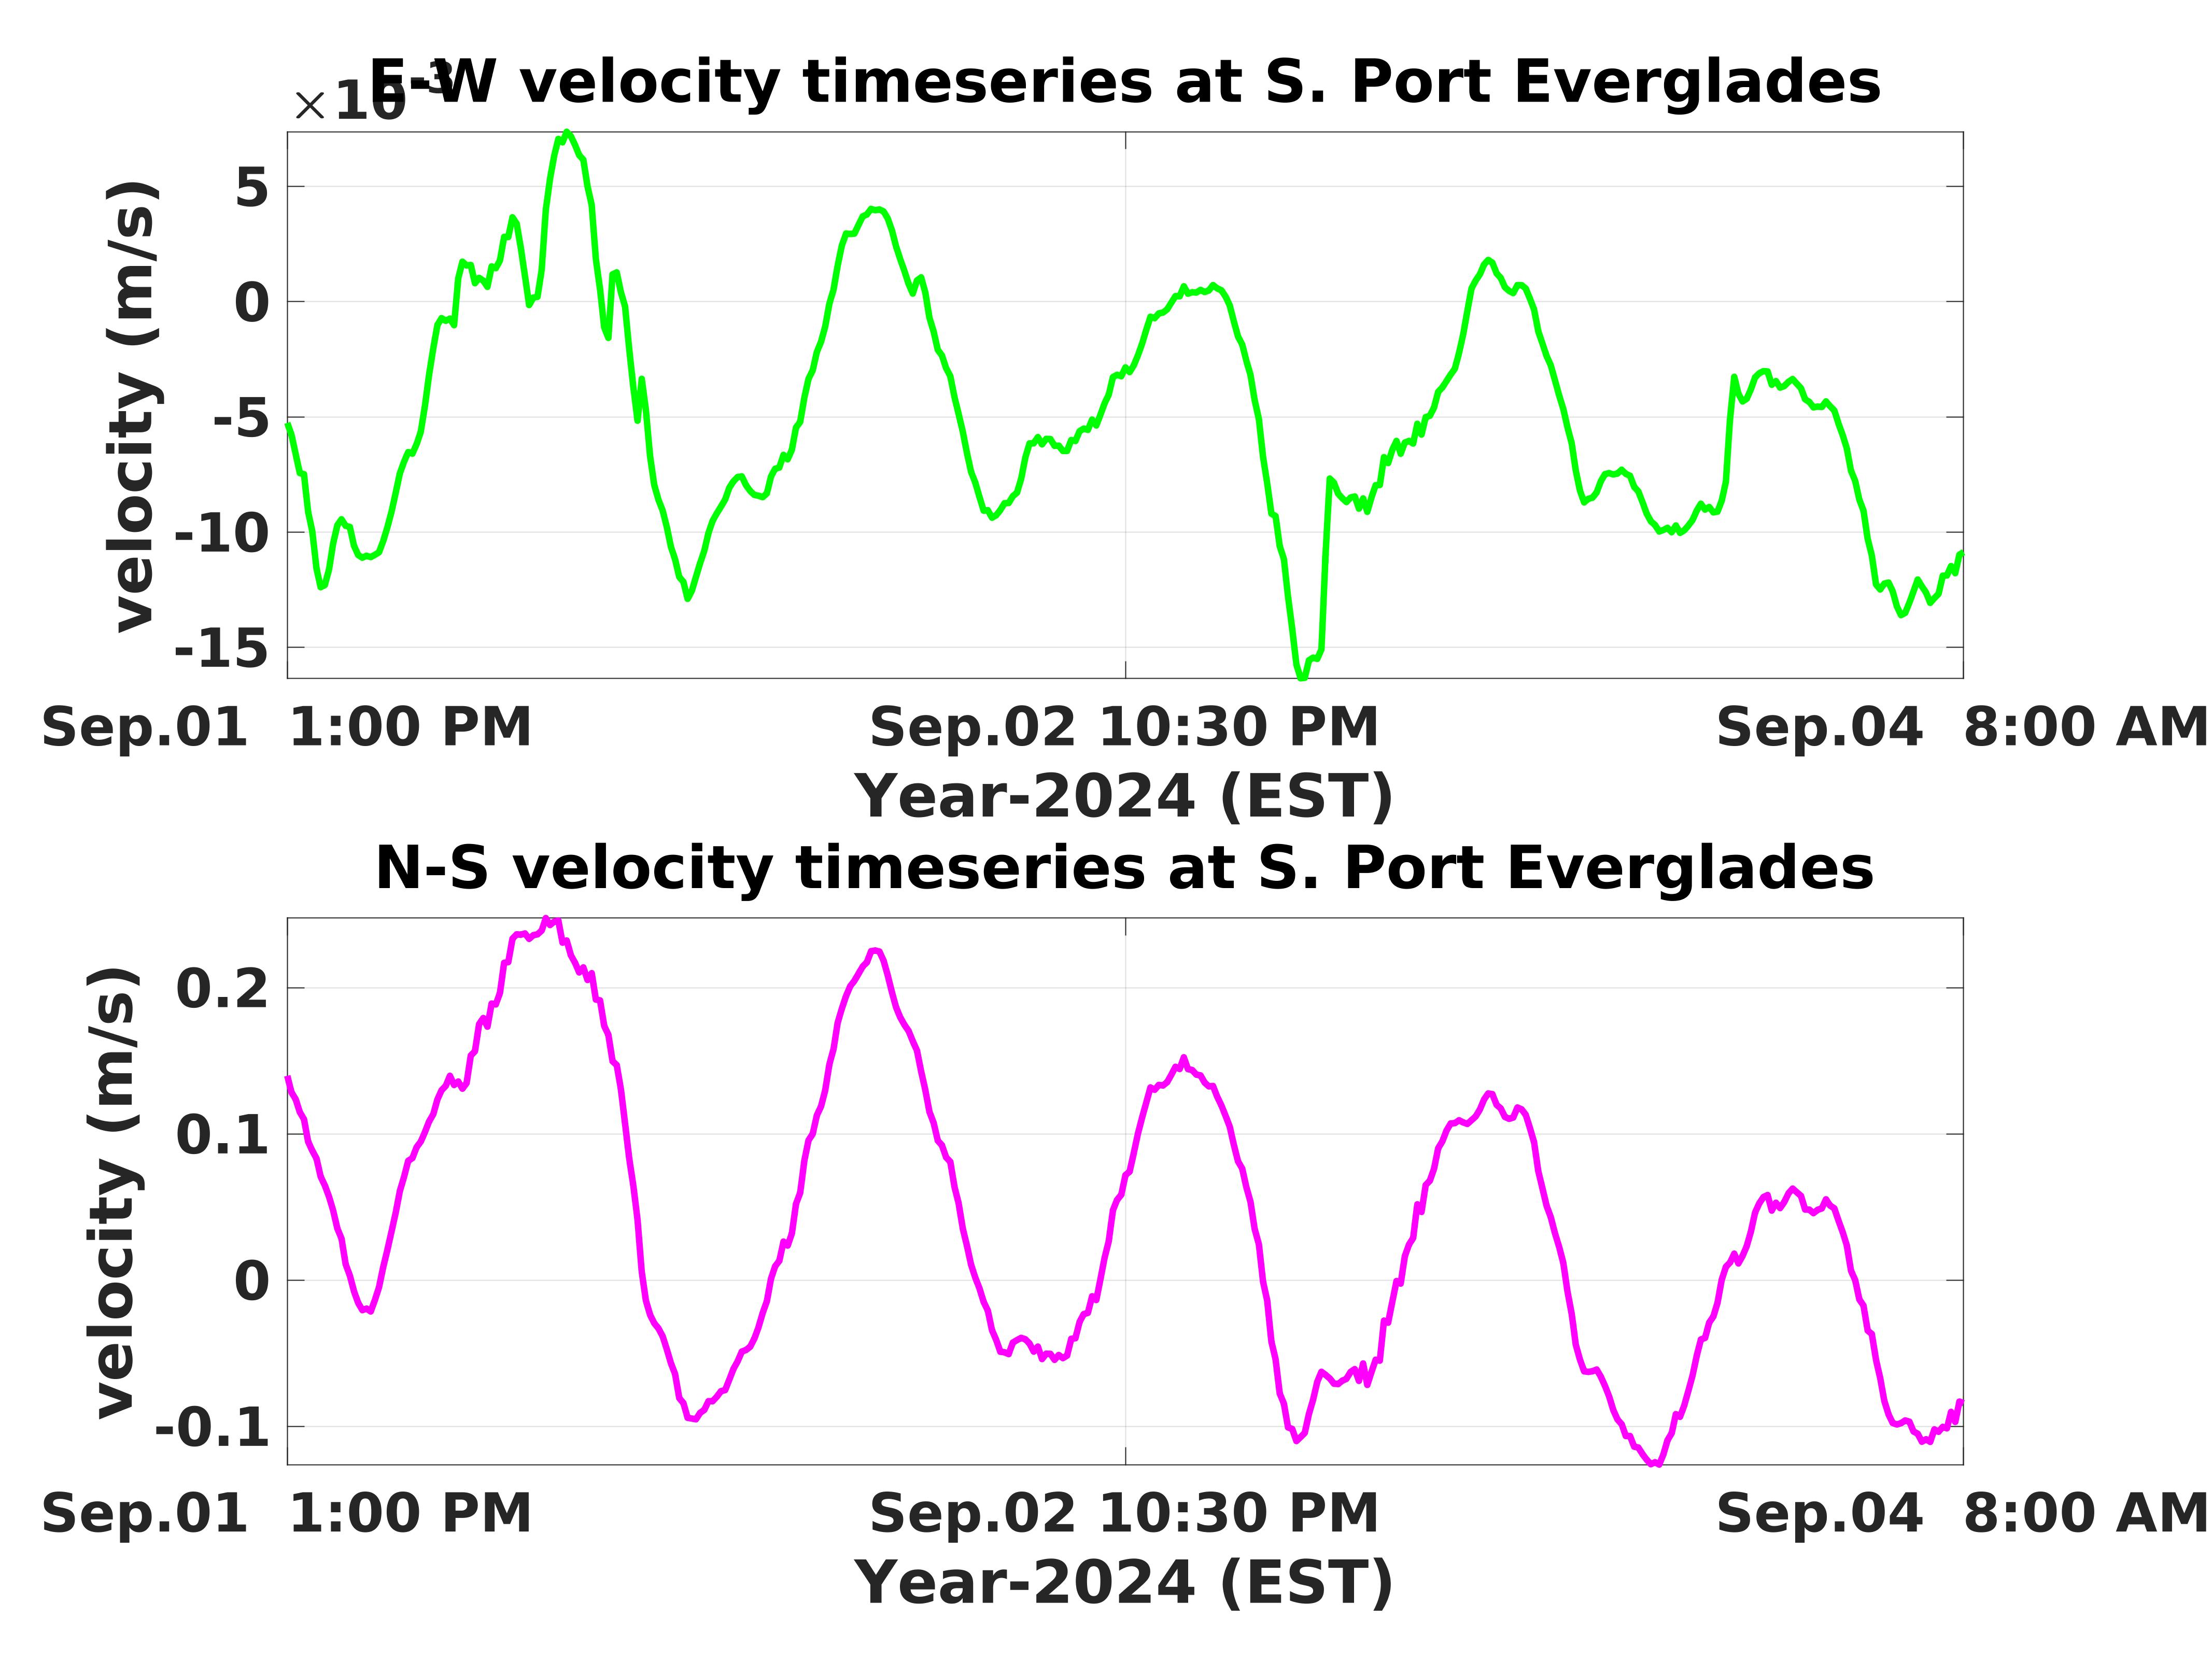 E-W velocity timeseries at S. Port Everglades
×10-3
velocity (m/s)
5
0
-5
-10
-15
Sep.01 1:00 PM
Sep.02 10:30 PM
Sep.04 8:00 AM
Year-2024 (EST)
N-S velocity timeseries at S. Port Everglades
velocity (m/s)
0.2
0.1
0
-0.1
Sep.01 1:00 PM
Sep.02 10:30 PM
Sep.04 8:00 AM
Year-2024 (EST)